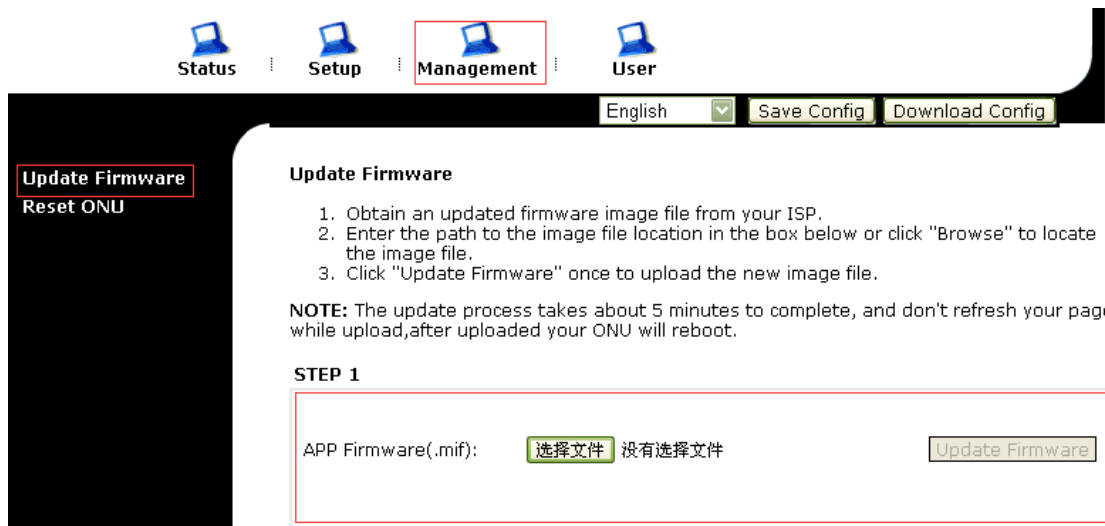 Status Setup Management User
English Save Config Download Config
Update Firmware
Reset ONU
Update Firmware
1. Obtain an updated firmware image file from your ISP.
2. Enter the path to the image file location in the box below or click "Browse" to locate
the image file.
3. Click "Update Firmware" once to upload the new image file.
NOTE: The update process takes about 5 minutes to complete, and don't refresh your page
while upload,after uploaded your ONU will reboot.
STEP 1
APP Firmware(.mif): 选择文件 没有选择文件 Update Firmware